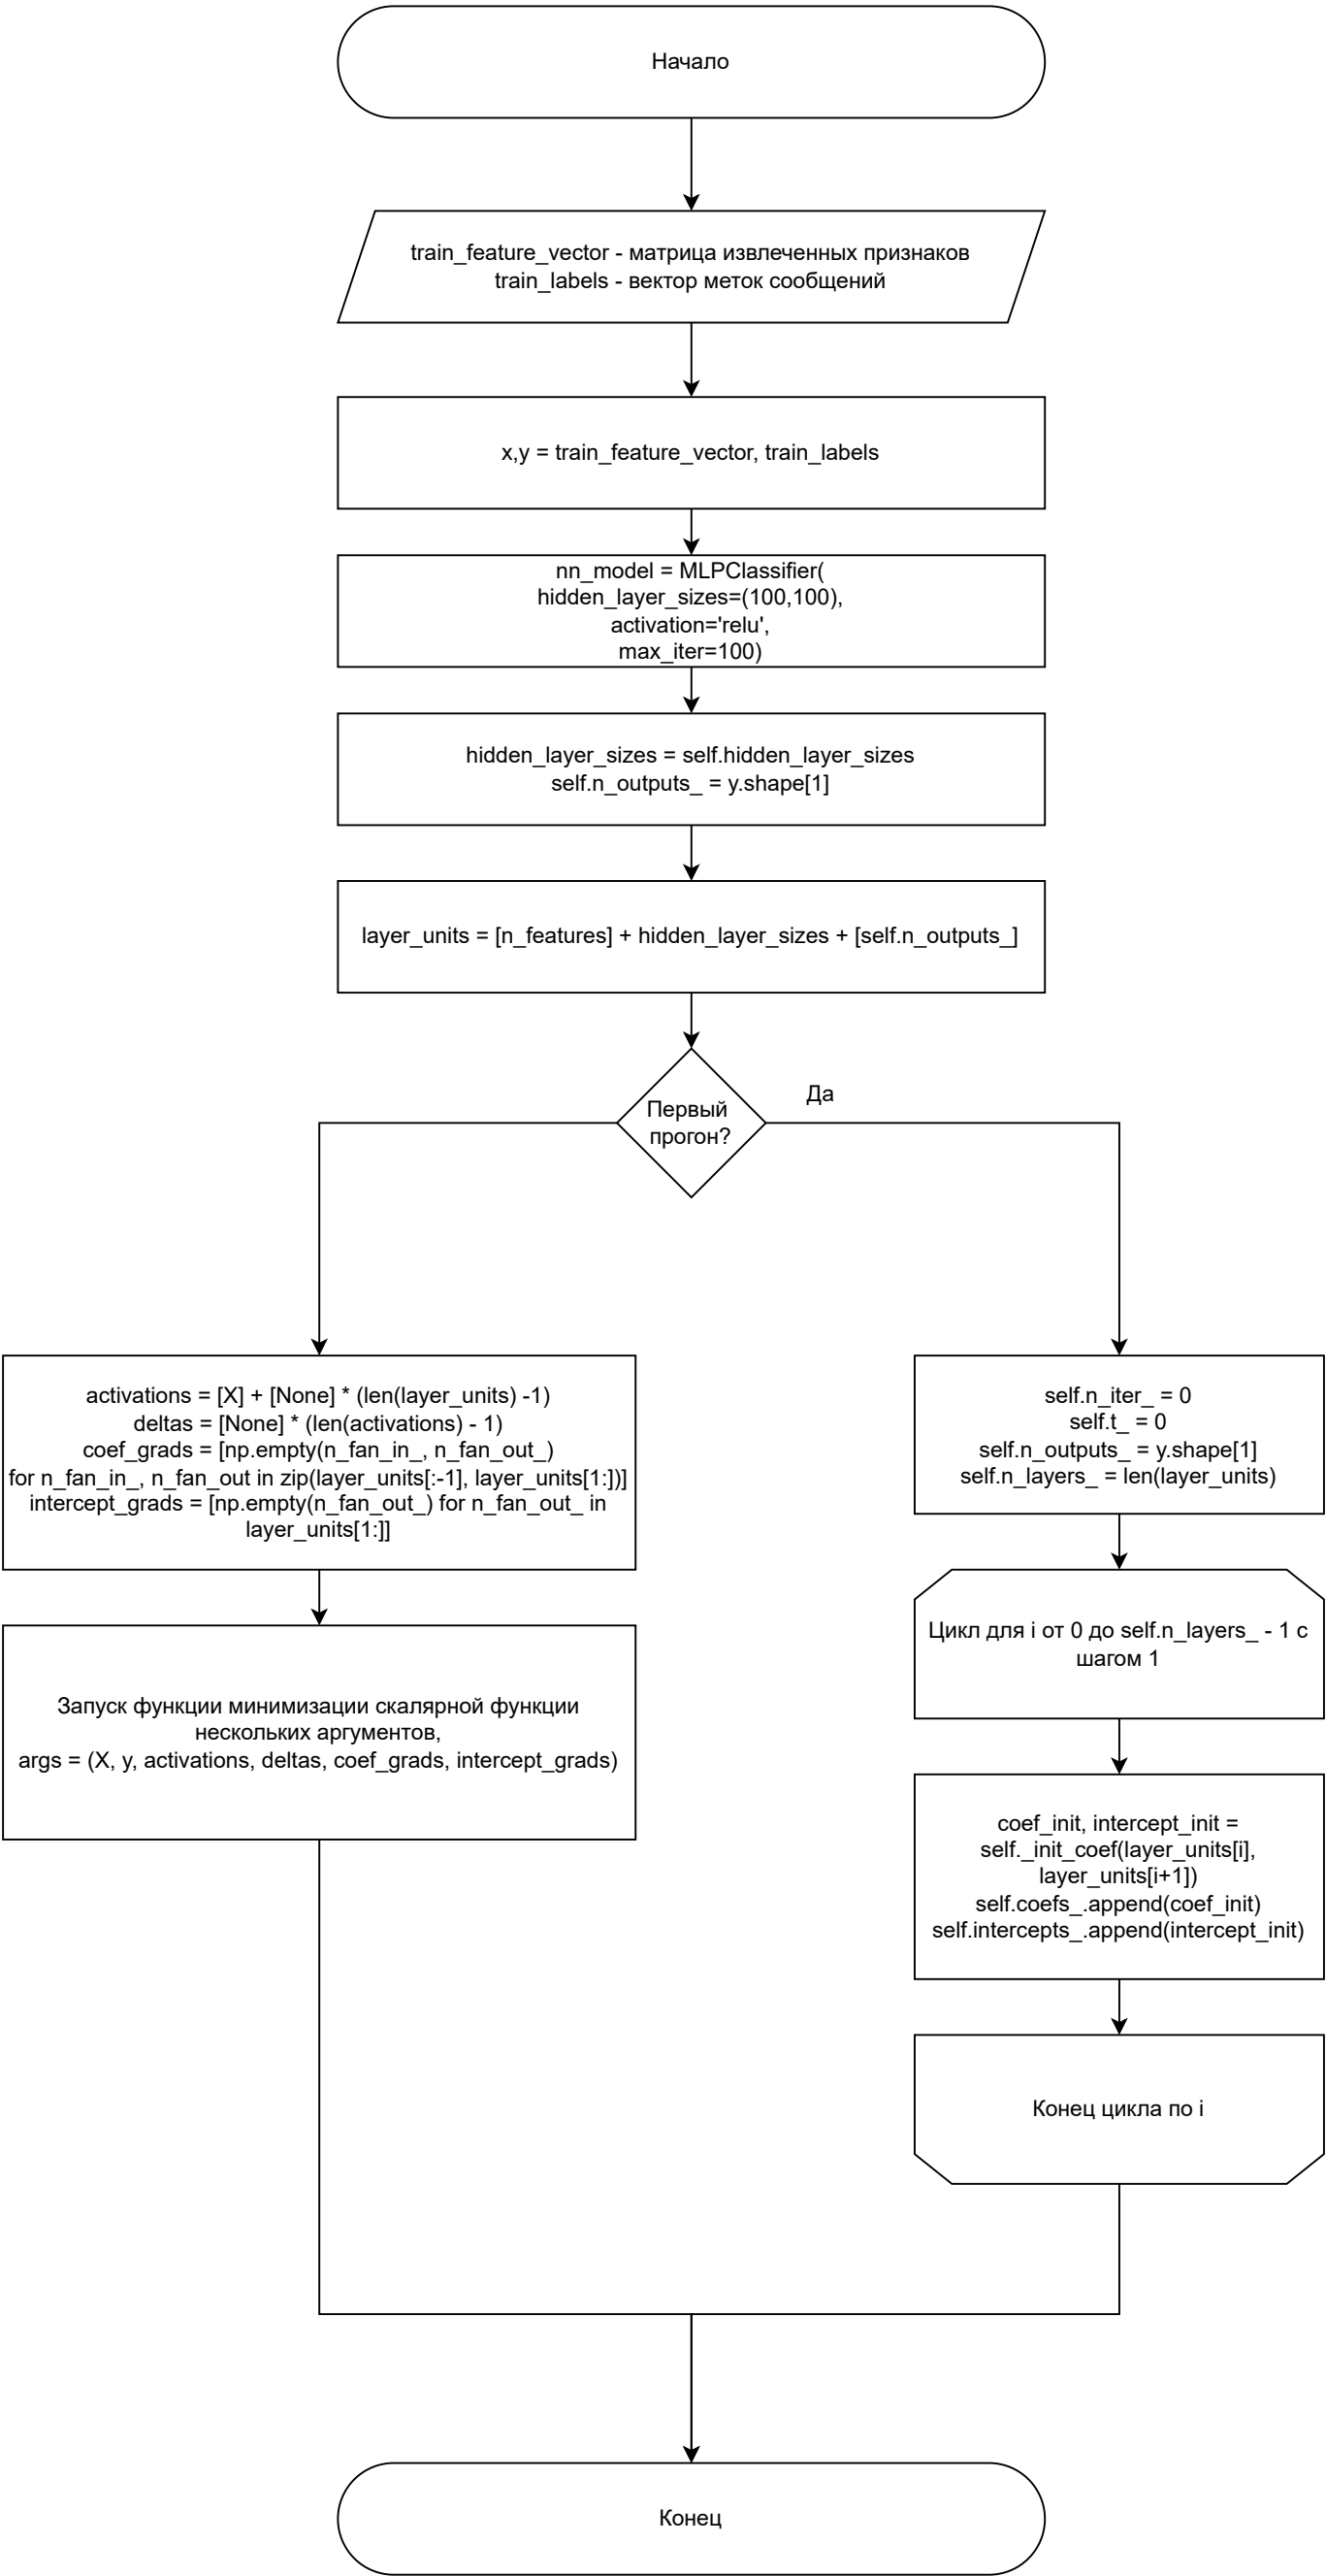 Начало
train_feature_vector - матрица извлеченных признаков
train_labels - вектор меток сообщений
x,y = train_feature_vector, train_labels
nn_model = MLPClassifier(
hidden_layer_sizes=(100,100),
activation='relu',
max_iter=100)
hidden_layer_sizes = self.hidden_layer_sizes
self.n_outputs_ = y.shape[1]
layer_units = [n_features] + hidden_layer_sizes + [self.n_outputs_]
Первый
прогон?
Да
activations = [X] + [None] * (len(layer_units) -1)
deltas = [None] * (len(activations) - 1)
coef_grads = [np.empty(n_fan_in_, n_fan_out_)
for n_fan_in_, n_fan_out in zip(layer_units[:-1], layer_units[1:])]
intercept_grads = [np.empty(n_fan_out_) for n_fan_out_ in
layer_units[1:]]
Запуск функции минимизации скалярной функции
нескольких аргументов,
args = (X, y, activations, deltas, coef_grads, intercept_grads)
self.n_iter_ = 0
self.t_ = 0
self.n_outputs_ = y.shape[1]
self.n_layers_ = len(layer_units)
Цикл для i от 0 до self.n_layers_ - 1 с
шагом 1
coef_init, intercept_init =
self._init_coef(layer_units[i],
layer_units[i+1])
self.coefs_.append(coef_init)
self.intercepts_.append(intercept_init)
Конец цикла по i
Конец